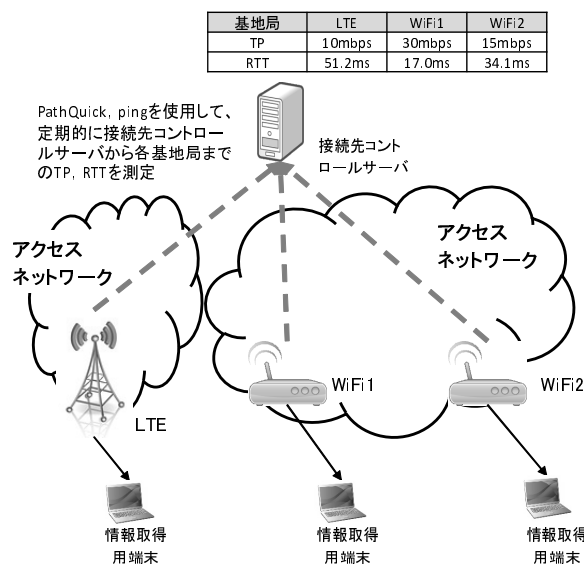 基地局 LTE WiFi1 WiFi2
TP 10mbps 30mbps 15mbps
RTT 51.2ms 17.0ms 34.1ms
PathQuick, pingを使用して、
定期的に接続先コントロー
ルサーバから各基地局まで
のTP, RTTを測定
接続先コント
ロールサーバ
アクセス
ネットワーク
アクセス
ネットワーク
LTE
WiFi1
WiFi2
情報取得
用端末
情報取得
用端末
情報取得
用端末